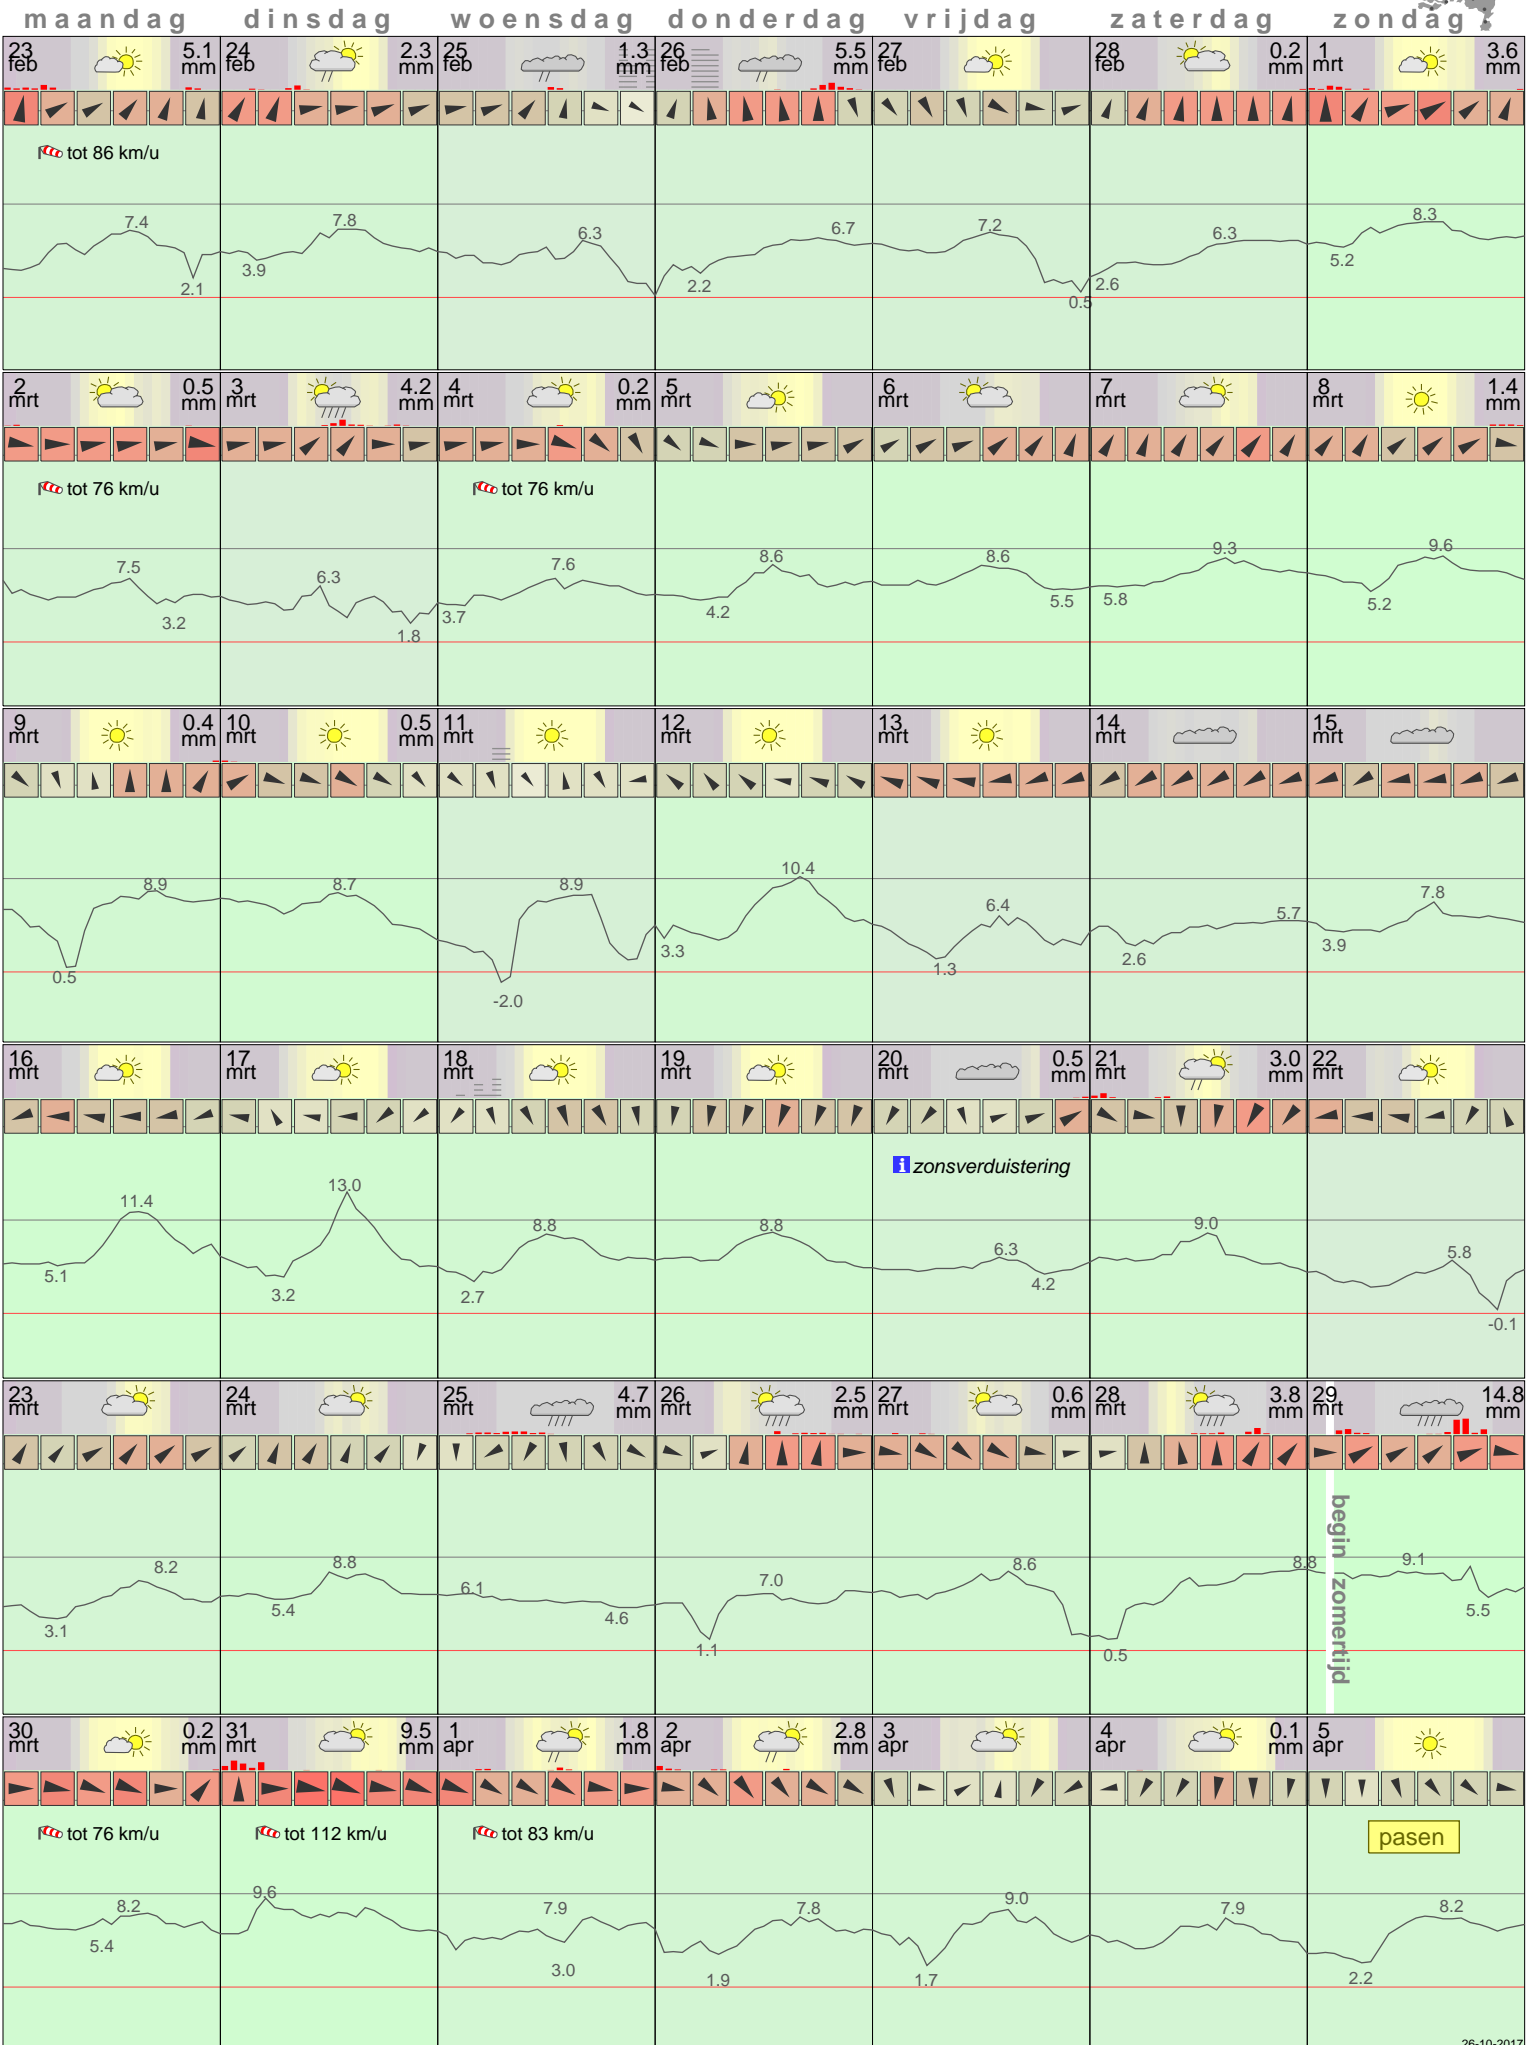 maandag dinsdag woensdag donderdag vrijdag zaterdag zondag
23 feb 5.1 mm
24 feb 2.3 mm
25 feb 1.3 mm
26 feb 5.5 mm
27 feb
28 feb 0.2 mm
1 mrt 3.6 mm
tot 86 km/u
7.4 2.1
3.9 7.8
6.3
2.2 6.7
7.2 0.5
2.6 6.3
5.2 8.3
2 mrt 0.5 mm
3 mrt 4.2 mm
4 mrt 0.2 mm
5 mrt
6 mrt
7 mrt
8 mrt 1.4 mm
tot 76 km/u
tot 76 km/u
7.5 3.2
6.3 1.8
3.7 7.6
4.2 8.6
8.6 5.5
5.8 9.3
5.2 9.6
9 mrt 0.4 mm
10 mrt 0.5 mm
11 mrt
12 mrt
13 mrt
14 mrt
15 mrt
0.5 8.9
8.7
-2.0 8.9
3.3 10.4
1.3 6.4
2.6 5.7
3.9 7.8
16 mrt
17 mrt
18 mrt
19 mrt
20 mrt 0.5 mm
21 mrt 3.0 mm
22 mrt
i zonsverduistering
5.1 11.4
3.2 13.0
2.7 8.8
8.8
6.3 4.2
9.0
5.8 -0.1
23 mrt
24 mrt
25 mrt 4.7 mm
26 mrt 2.5 mm
27 mrt 0.6 mm
28 mrt 3.8 mm
29 mrt 14.8 mm
begin zomertijd
3.1 8.2
5.4 8.8
6.1 4.6
1.1 7.0
8.6
0.5 8.8
9.1 5.5
30 mrt 0.2 mm
31 mrt 9.5 mm
1 apr 1.8 mm
2 apr 2.8 mm
3 apr
4 apr 0.1 mm
5 apr
tot 76 km/u
tot 112 km/u
tot 83 km/u
pasen
5.4 8.2
9.6
7.9 3.0
1.9 7.8
1.7 9.0
7.9
2.2 8.2
26-10-2017